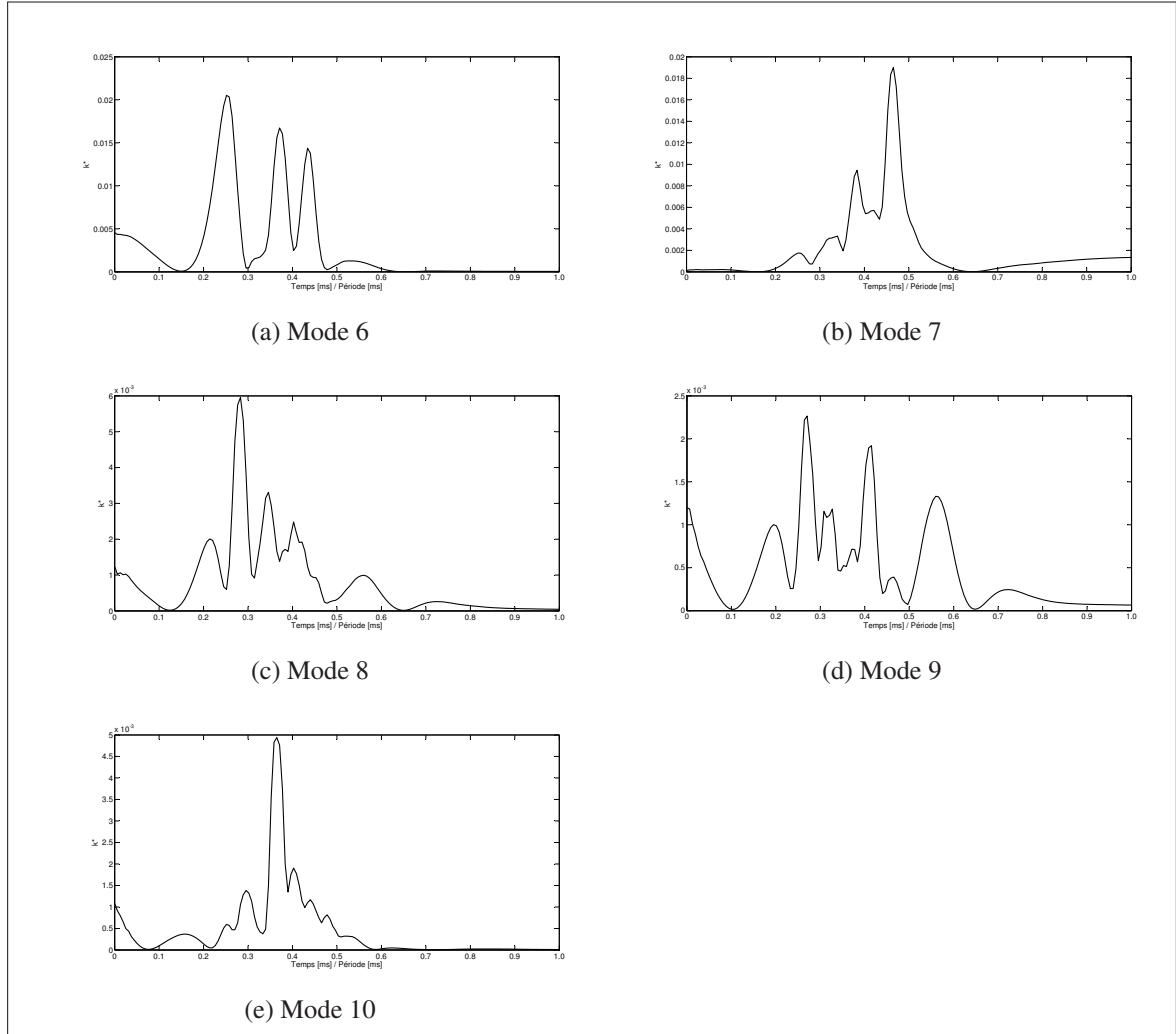 0.025
0.02
0.015
0.01
0.005
0
k*
0 0.1 0.2 0.3 0.4 0.5 0.6 0.7 0.8 0.9 1.0
Temps [ms] / Période [ms]
(a) Mode 6
0.02
0.018
0.016
0.014
0.012
0.01
0.008
0.006
0.004
0.002
0
k*
0 0.1 0.2 0.3 0.4 0.5 0.6 0.7 0.8 0.9 1.0
Temps [ms] / Période [ms]
(b) Mode 7
x 10⁻³
6
5
4
3
2
1
0
k*
0 0.1 0.2 0.3 0.4 0.5 0.6 0.7 0.8 0.9 1.0
Temps [ms] / Période [ms]
(c) Mode 8
x 10⁻³
2.5
2
1.5
1
0.5
0
k*
0 0.1 0.2 0.3 0.4 0.5 0.6 0.7 0.8 0.9 1.0
Temps [ms] / Période [ms]
(d) Mode 9
x 10⁻³
5
4.5
4
3.5
3
2.5
2
1.5
1
0.5
0
k*
0 0.1 0.2 0.3 0.4 0.5 0.6 0.7 0.8 0.9 1.0
Temps [ms] / Période [ms]
(e) Mode 10